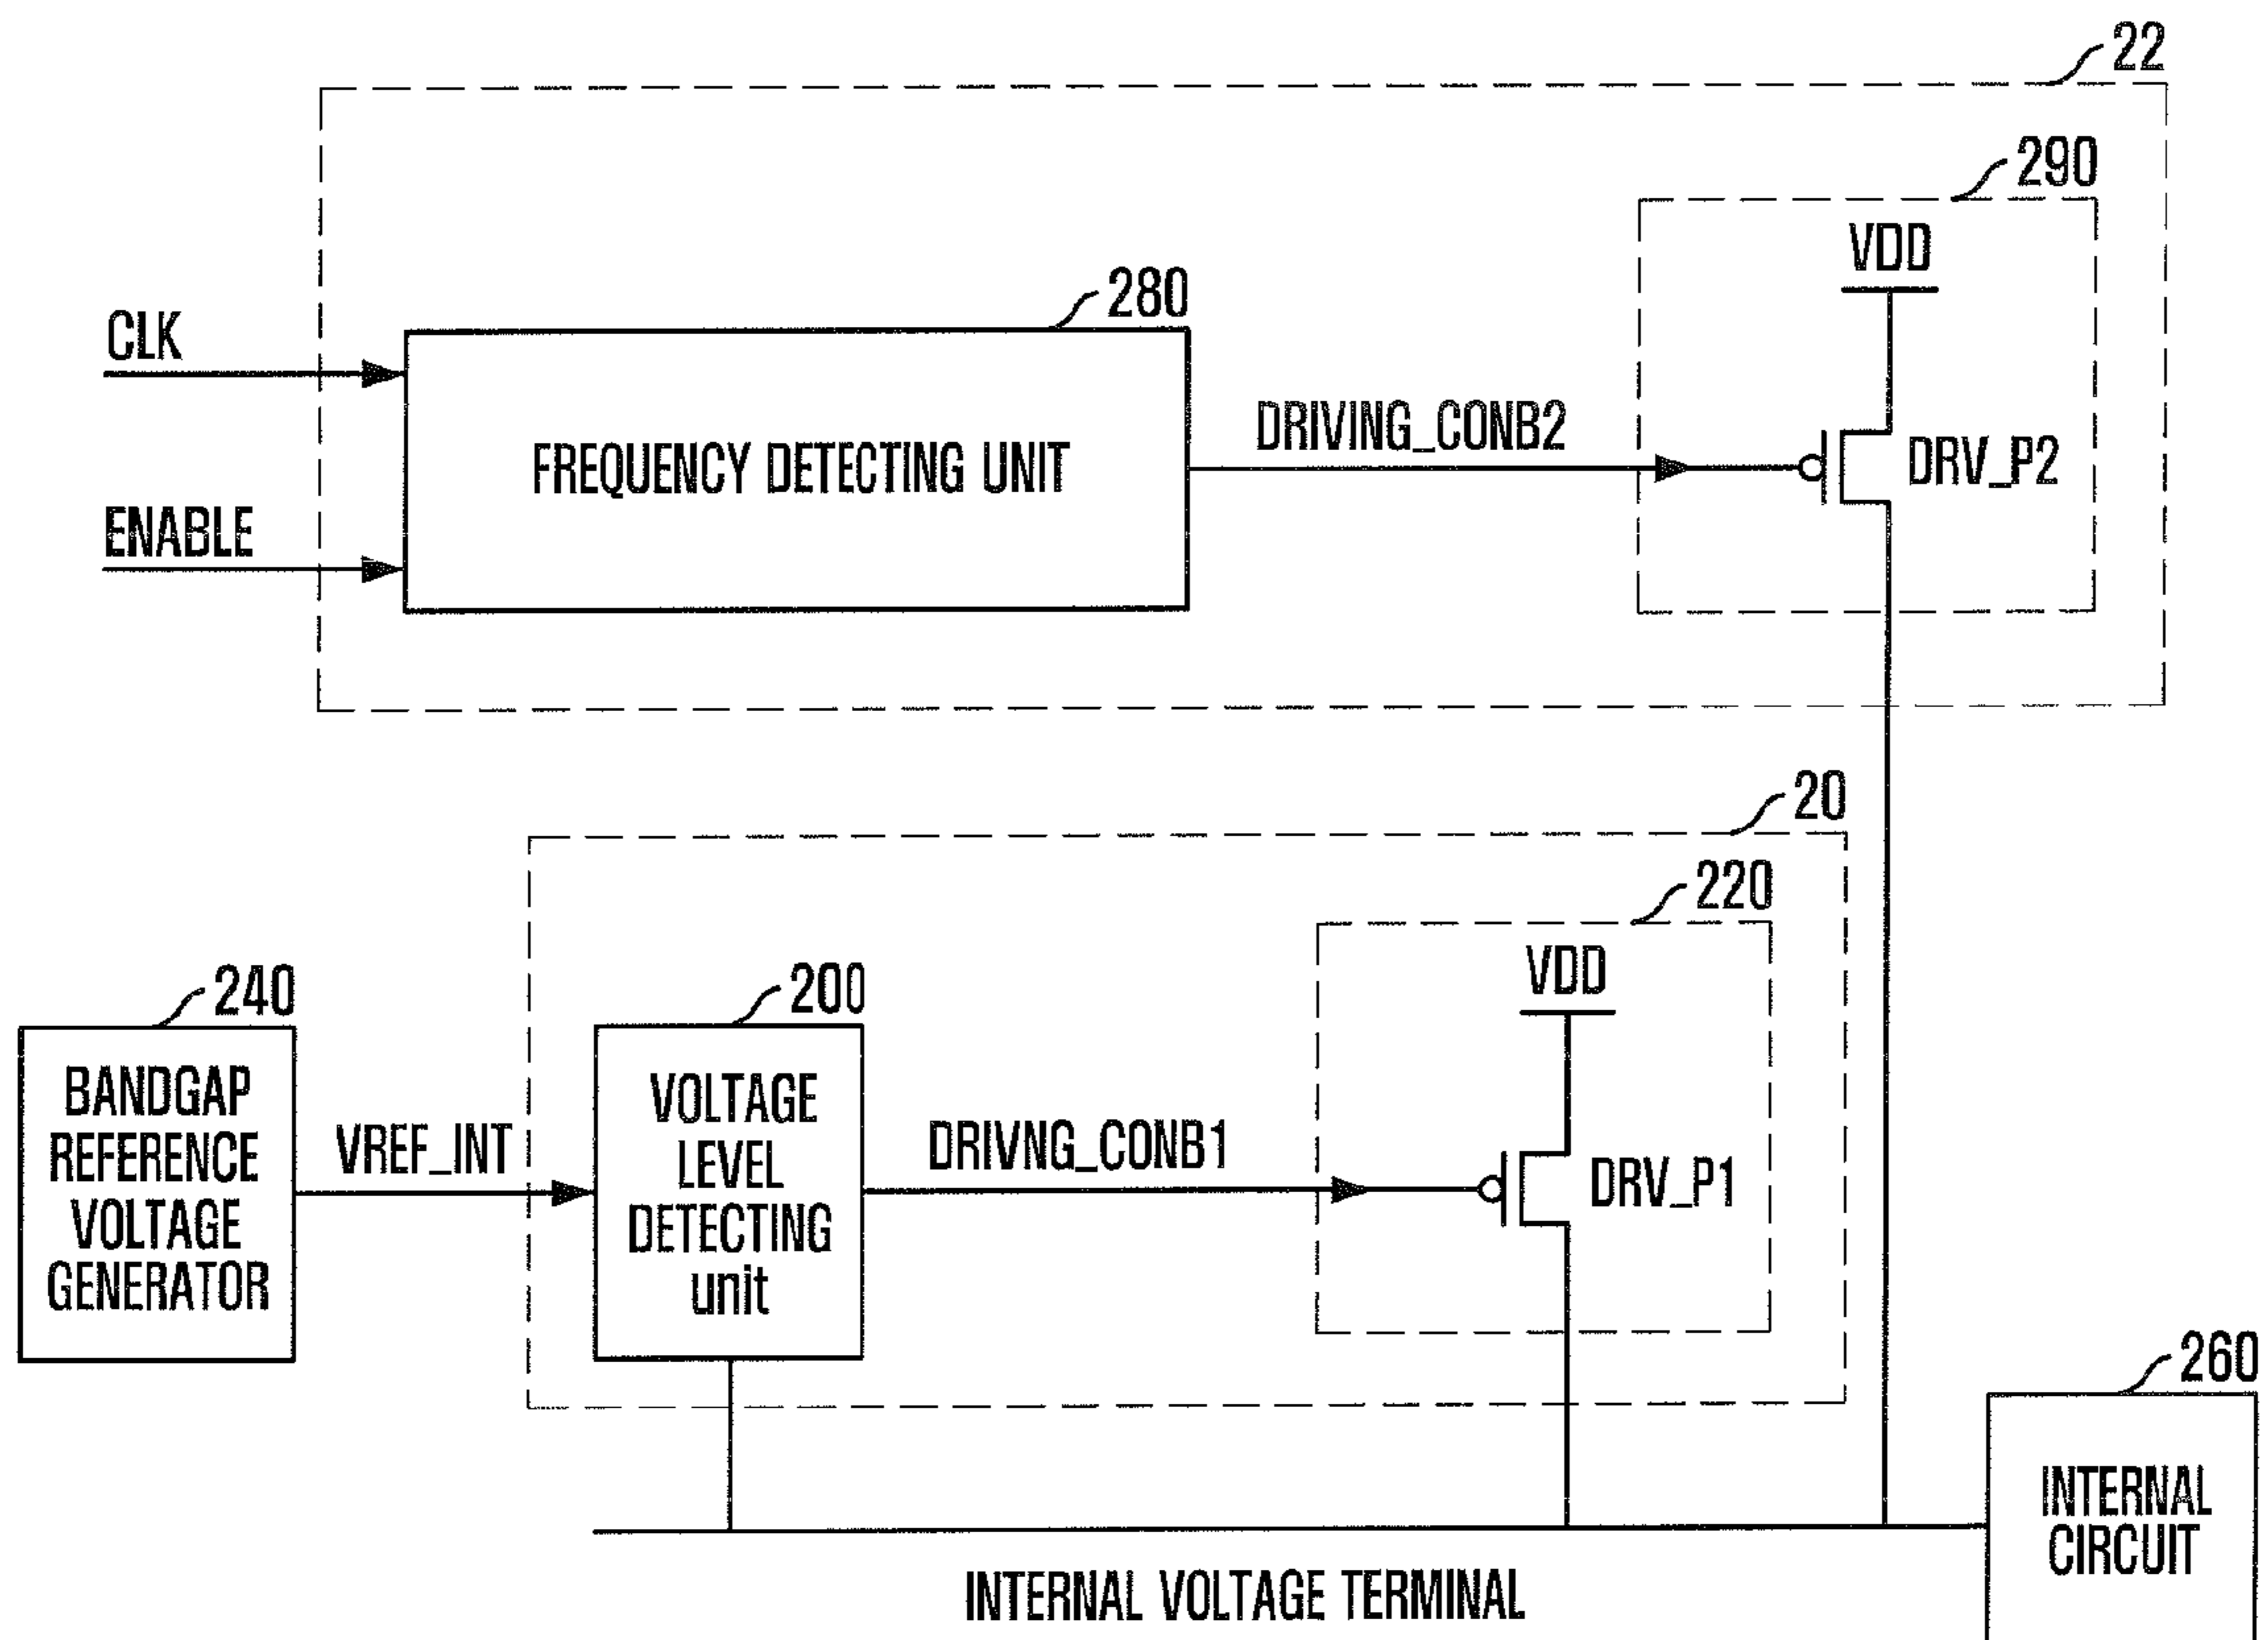 22
290
VDD
280
CLK
FREQUENCY DETECTING UNIT
DRIVING_CONB2
DRV_P2
ENABLE
20
220
VDD
240
200
BANDGAP
REFERENCE
VOLTAGE
GENERATOR
VREF_INT
VOLTAGE
LEVEL
DETECTING
unit
DRIVNG_CONB1
DRV_P1
260
INTERNAL
CIRCUIT
INTERNAL VOLTAGE TERMINAL